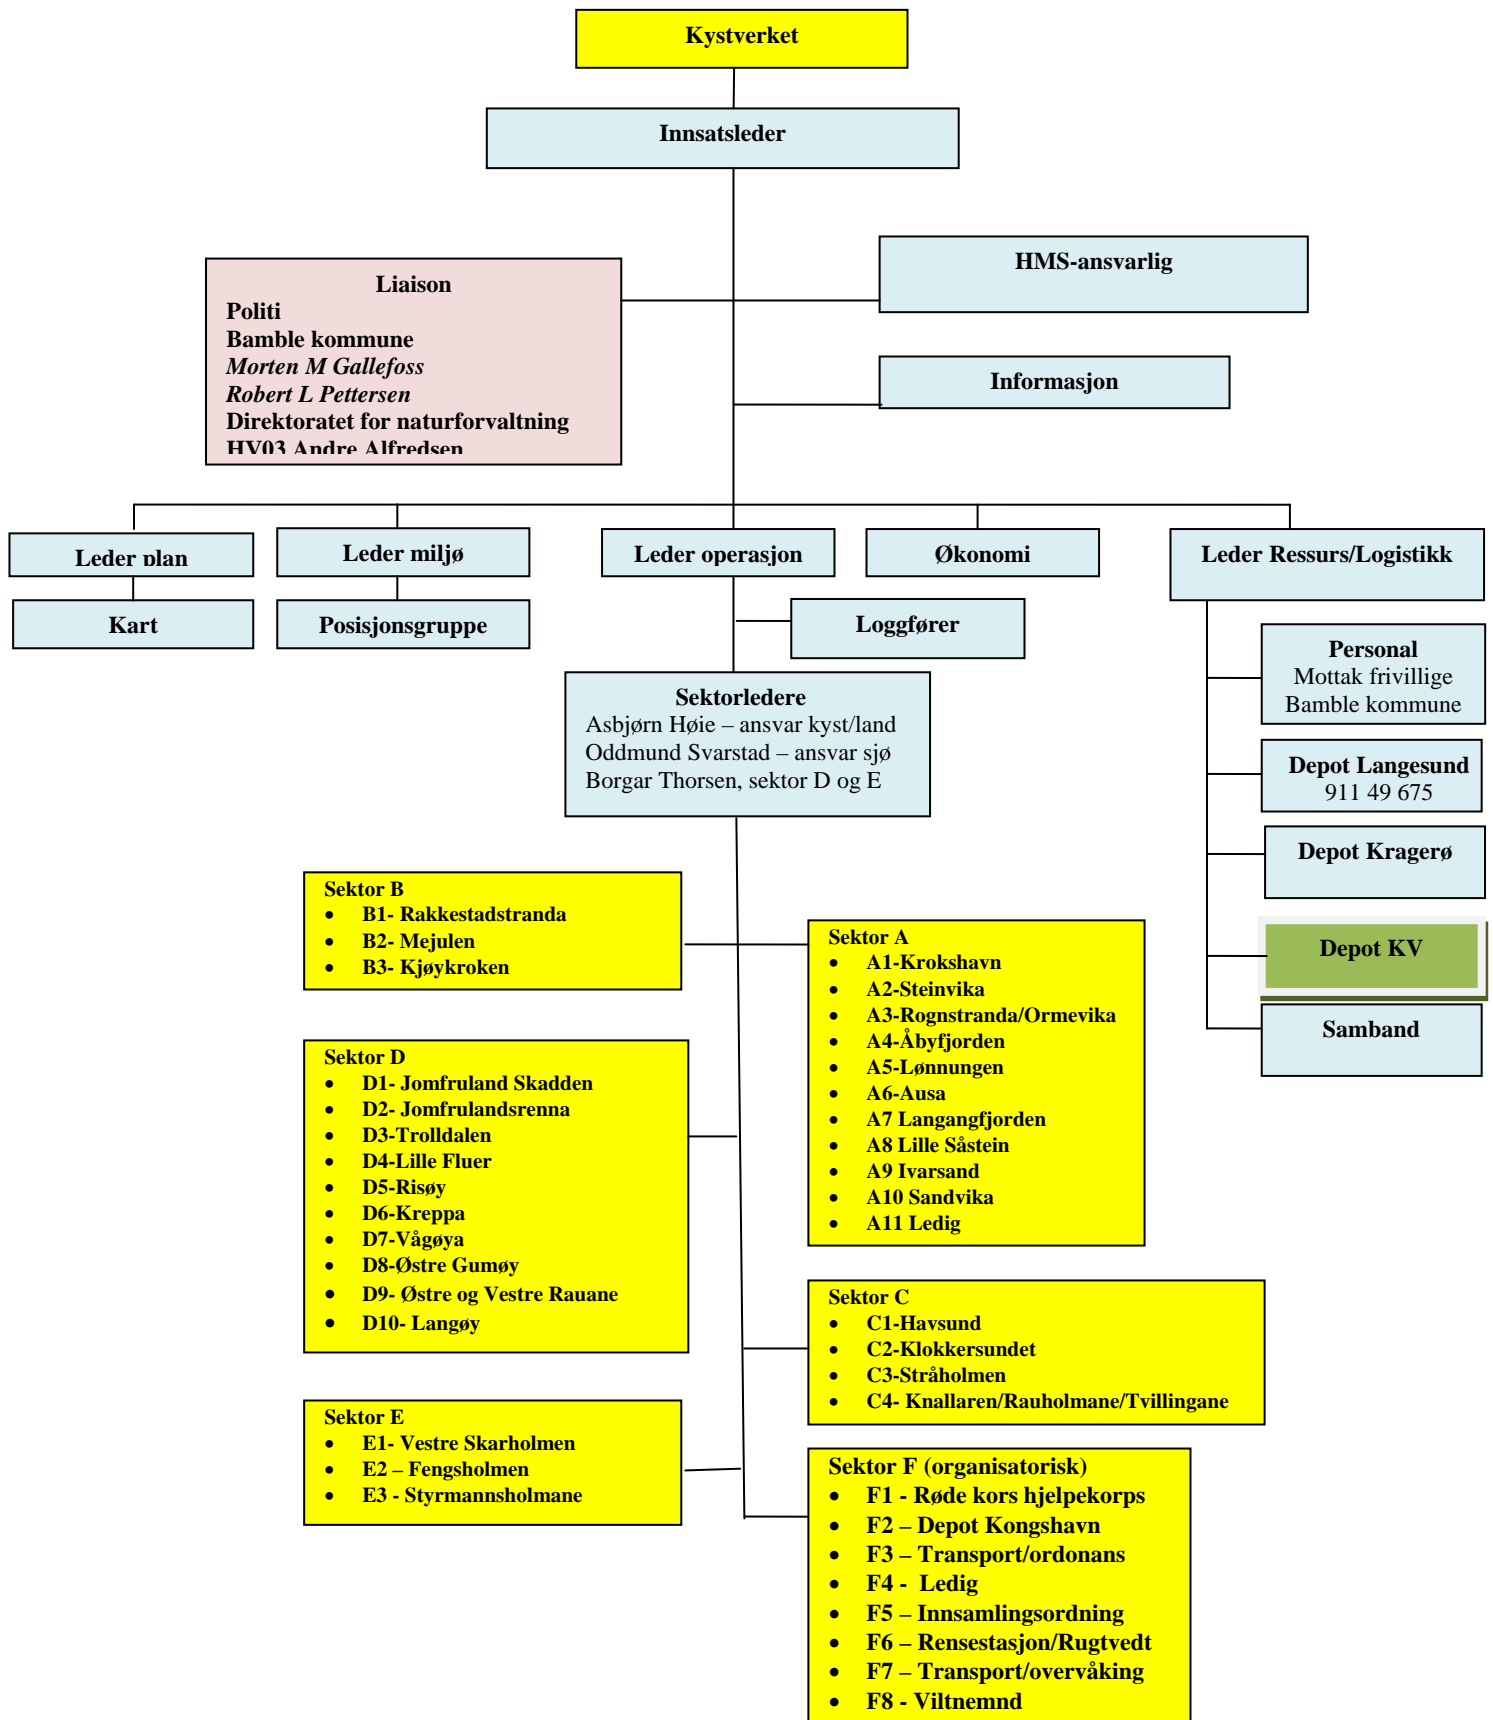 Kystverket
Innsatsleder
HMS-ansvarlig
Liaison
Politi
Bamble kommune
Morten M Gallefoss
Robert L Pettersen
Direktoratet for naturforvaltning
HV03 Andre Alfredsen
Informasjon
Leder plan
Leder miljø
Leder operasjon
Økonomi
Leder Ressurs/Logistikk
Kart
Posisjonsgruppe
Loggfører
Personal
Mottak frivillige
Bamble kommune
Sektorledere
Asbjørn Høie – ansvar kyst/land
Oddmund Svarstad – ansvar sjø
Borgar Thorsen, sektor D og E
Depot Langesund
911 49 675
Depot Kragerø
Depot KV
Samband
Sektor B
• B1- Rakkestadstranda
• B2- Mejulen
• B3- Kjøykroken
Sektor A
• A1-Krokshavn
• A2-Steinvika
• A3-Rognstranda/Ormevika
• A4-Åbyfjorden
• A5-Lønnungen
• A6-Ausa
• A7 Langangfjorden
• A8 Lille Såstein
• A9 Ivarsand
• A10 Sandvika
• A11 Ledig
Sektor D
• D1- Jomfruland Skadden
• D2- Jomfrulandsrenna
• D3-Trolldalen
• D4-Lille Fluer
• D5-Risøy
• D6-Kreppa
• D7-Vågøya
• D8-Østre Gumøy
• D9- Østre og Vestre Rauane
• D10- Langøy
Sektor C
• C1-Havsund
• C2-Klokkersundet
• C3-Stråholmen
• C4- Knallaren/Rauholmane/Tvillingane
Sektor E
• E1- Vestre Skarholmen
• E2 – Fengsholmen
• E3 - Styrmannsholmane
Sektor F (organisatorisk)
• F1 - Røde kors hjelpekorps
• F2 – Depot Kongshavn
• F3 – Transport/ordonans
• F4 - Ledig
• F5 – Innsamlingsordning
• F6 – Rensestasjon/Rugtvedt
• F7 – Transport/overvåking
• F8 - Viltnemnd